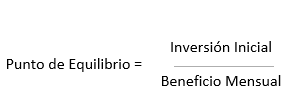 Inversión Inicial
Punto de Equilibrio =
Beneficio Mensual